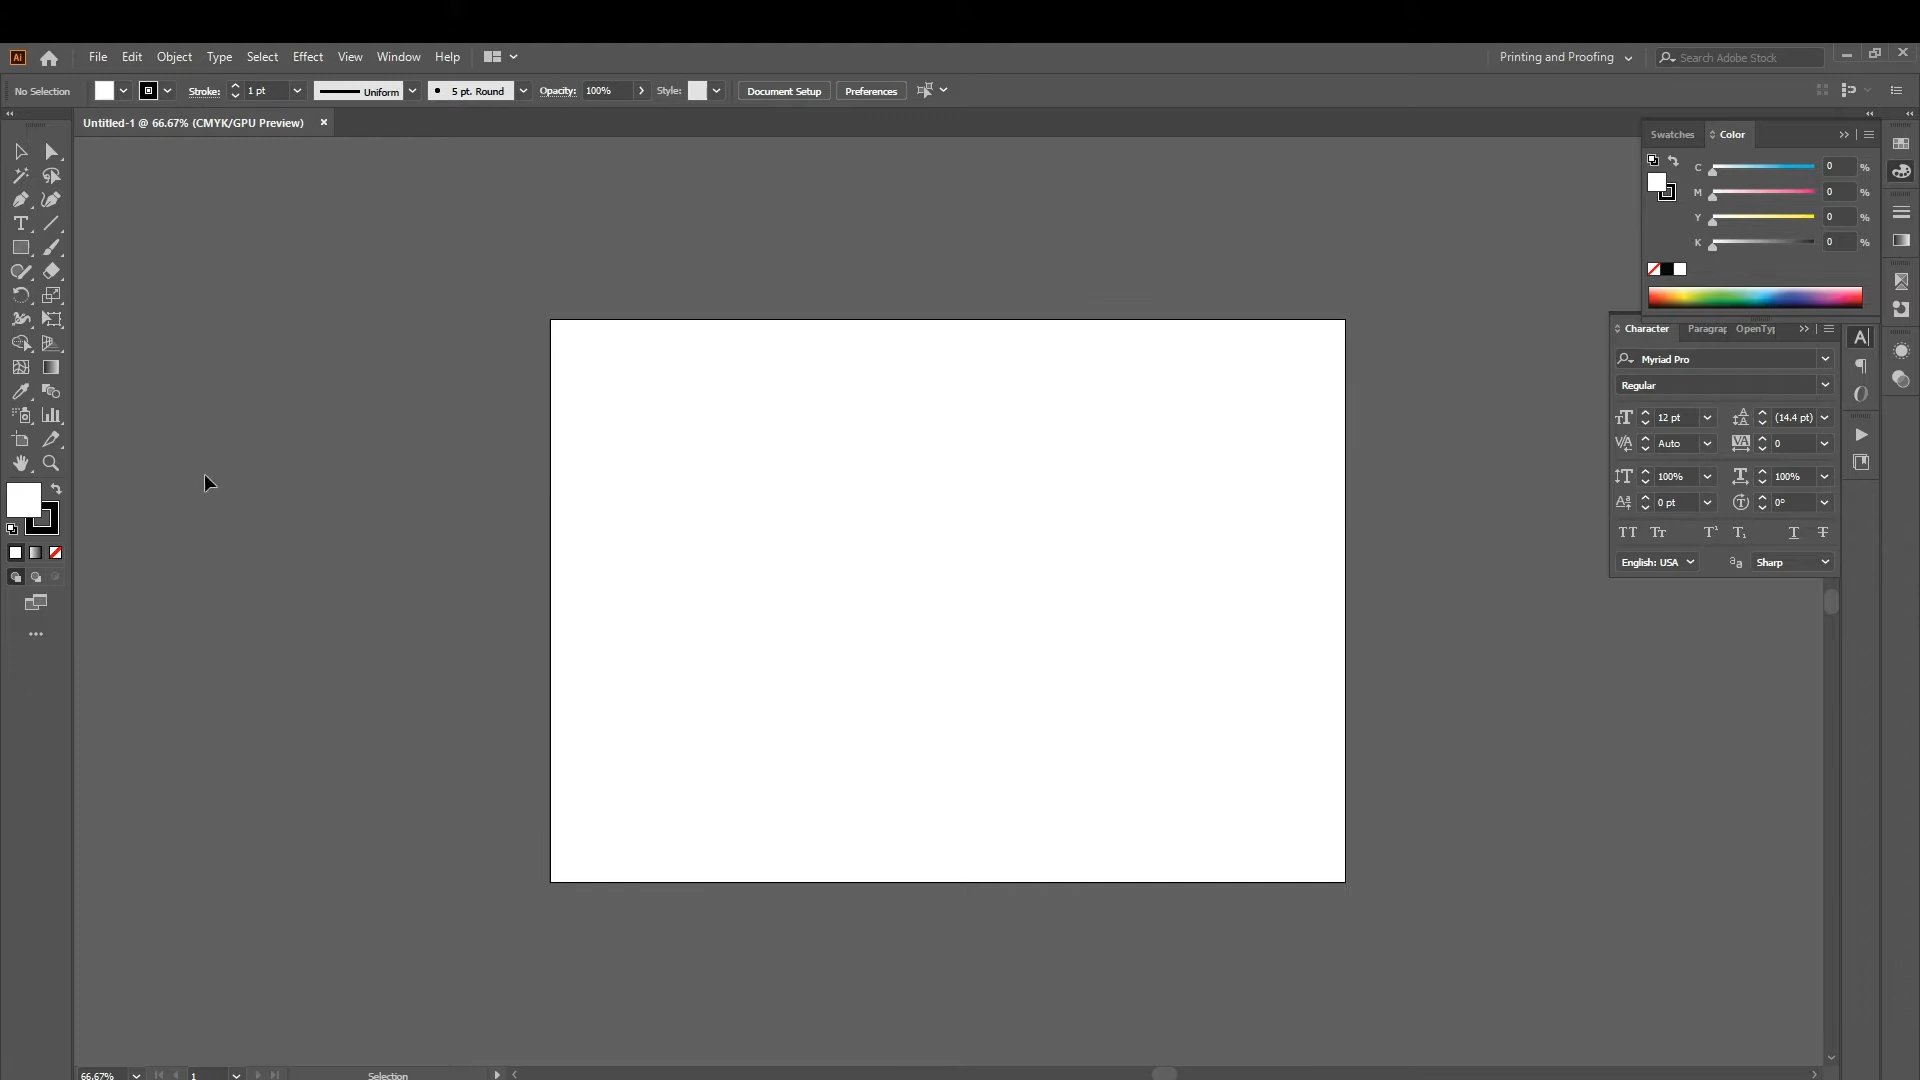 Ai File Edit Object Type Select Effect View Window Help Printing and Proofing Search Adobe Stock
No Selection Stroke: 1 pt Uniform 5 pt. Round Opacity: 100% Style: Document Setup Preferences
Untitled-1 @ 66.67% (CMYK/GPU Preview) ×
Swatches Color
C 0 %
M 0 %
Y 0 %
K 0 %
Character Paragrap OpenTyp
Myriad Pro
Regular
12 pt (14.4 pt)
Auto 0
100% 100%
0 pt 0°
English: USA Sharp
66.67% 1 Selection